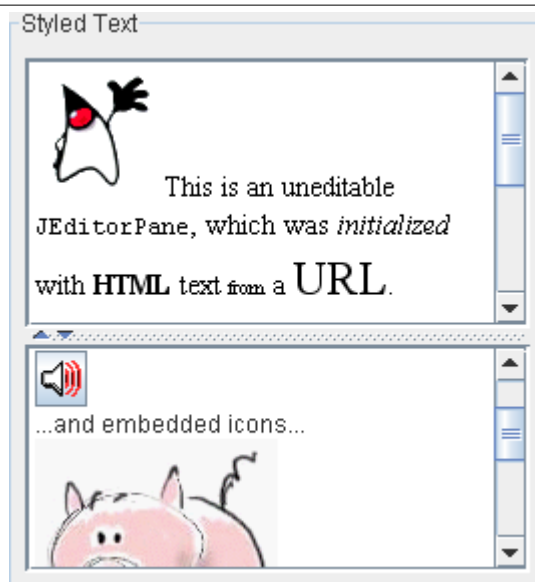 Styled Text
This is an uneditable
JEditorPane, which was initialized
with HTML text from a URL.
...and embedded icons...